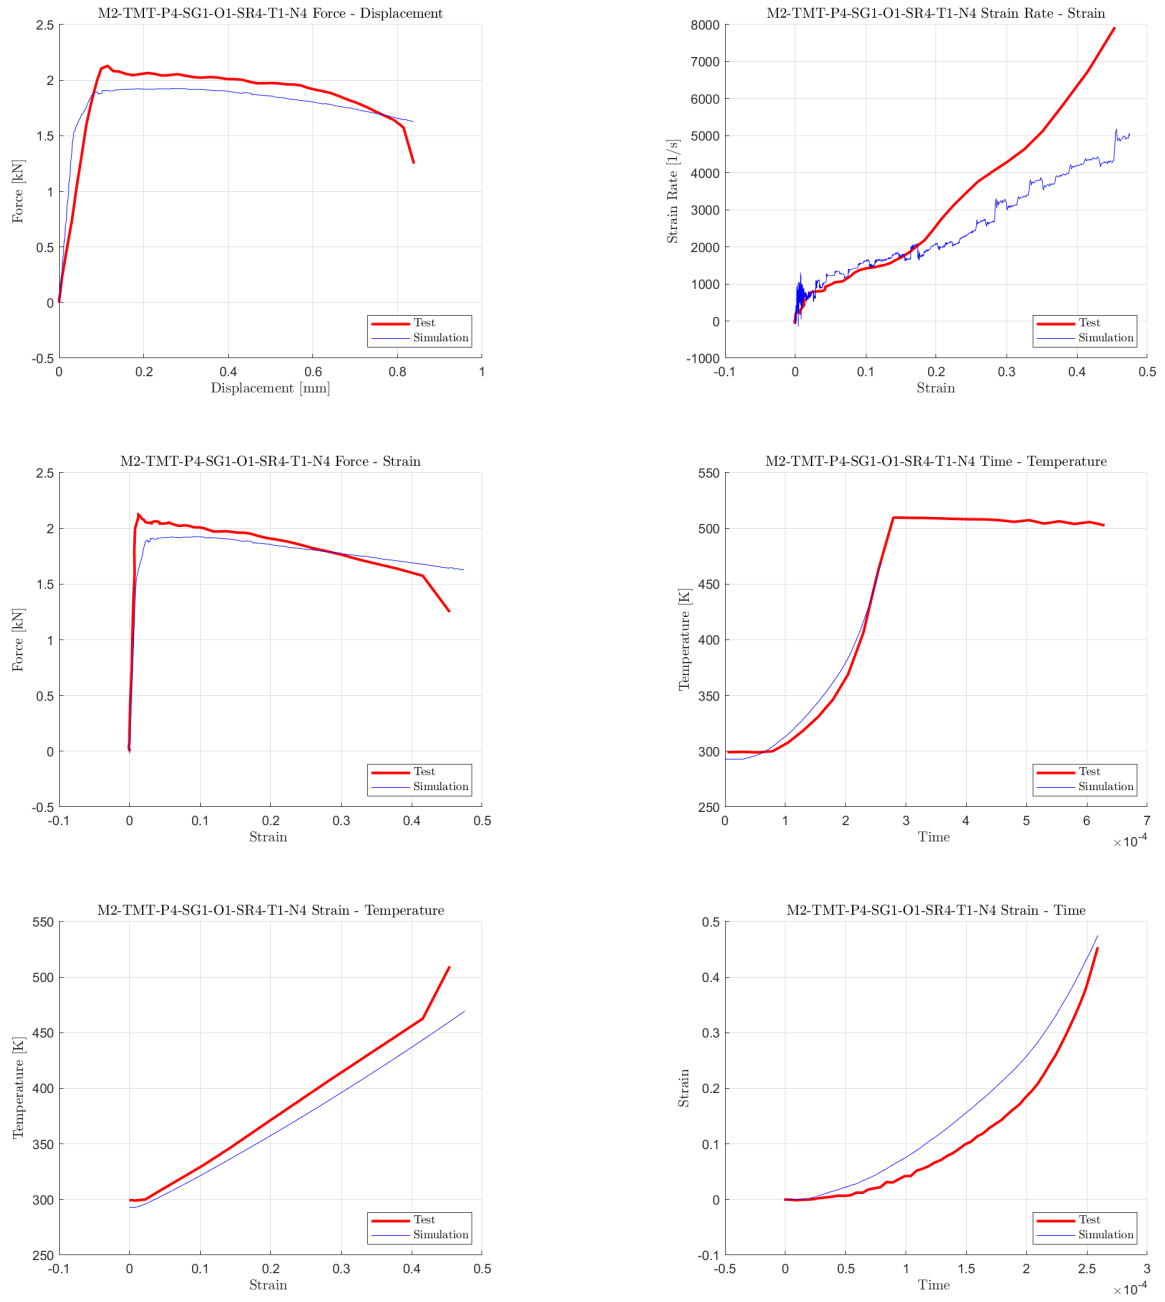 M2-TMT-P4-SG1-O1-SR4-T1-N4 Force - Displacement
2.5
2
1.5
1
0.5
0
-0.5
Force [kN]
0 0.2 0.4 0.6 0.8 1
Displacement [mm]
Test
Simulation
M2-TMT-P4-SG1-O1-SR4-T1-N4 Strain Rate - Strain
8000
7000
6000
5000
4000
3000
2000
1000
0
-1000
Strain Rate [1/s]
-0.1 0 0.1 0.2 0.3 0.4 0.5
Strain
Test
Simulation
M2-TMT-P4-SG1-O1-SR4-T1-N4 Force - Strain
2.5
2
1.5
1
0.5
0
-0.5
Force [kN]
-0.1 0 0.1 0.2 0.3 0.4 0.5
Strain
Test
Simulation
M2-TMT-P4-SG1-O1-SR4-T1-N4 Time - Temperature
550
500
450
400
350
300
250
Temperature [K]
0 1 2 3 4 5 6 7
Time
×10-4
Test
Simulation
M2-TMT-P4-SG1-O1-SR4-T1-N4 Strain - Temperature
550
500
450
400
350
300
250
Temperature [K]
-0.1 0 0.1 0.2 0.3 0.4 0.5
Strain
Test
Simulation
M2-TMT-P4-SG1-O1-SR4-T1-N4 Strain - Time
0.5
0.4
0.3
0.2
0.1
0
-0.1
Strain
-0.5 0 0.5 1 1.5 2 2.5 3
Time
×10-4
Test
Simulation